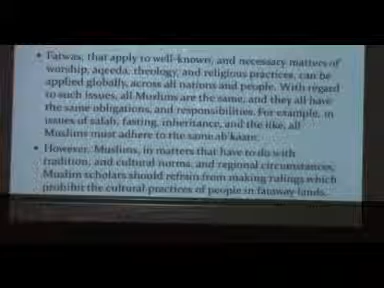 • Fatwas, that apply to well-known, and necessary matters of
worship, aqeeda, theology, and religious practices, can be
applied globally, across all nations and people. With regard
to such issues, all Muslims are the same, and they all have
the same obligations, and responsibilities. For example, in
issues of salah, fasting, inheritance, and the like, all
Muslims must adhere to the same ah'kaam.
• However, Muslims, in matters that have to do with
tradition, and cultural norms, and regional circumstances,
Muslim scholars should refrain from making rulings which
prohibit the cultural practices of people in faraway lands.